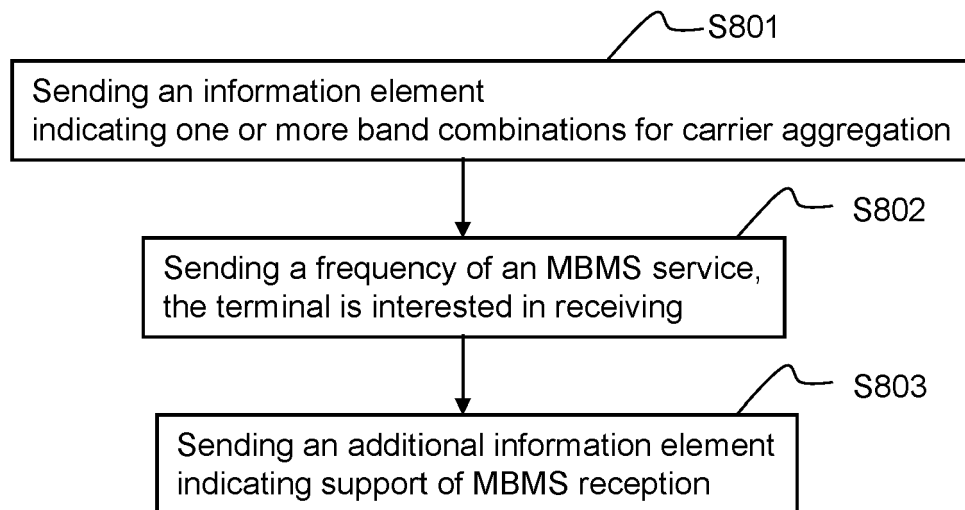 S801
Sending an information element
indicating one or more band combinations for carrier aggregation
S802
Sending a frequency of an MBMS service,
the terminal is interested in receiving
S803
Sending an additional information element
indicating support of MBMS reception